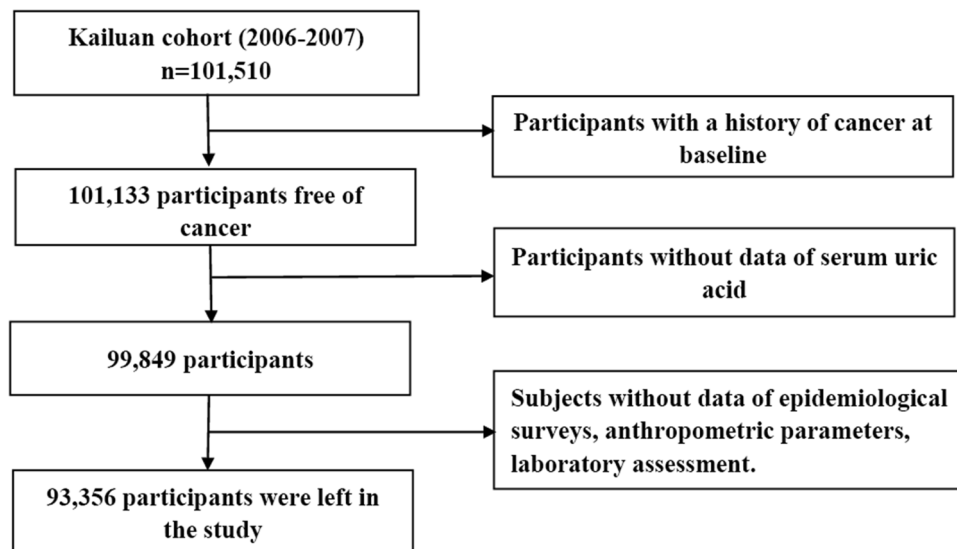 Kailuan cohort (2006-2007)
n=101,510
Participants with a history of cancer at
baseline
101,133 participants free of
cancer
Participants without data of serum uric
acid
99,849 participants
Subjects without data of epidemiological
surveys, anthropometric parameters,
laboratory assessment.
93,356 participants were left in
the study